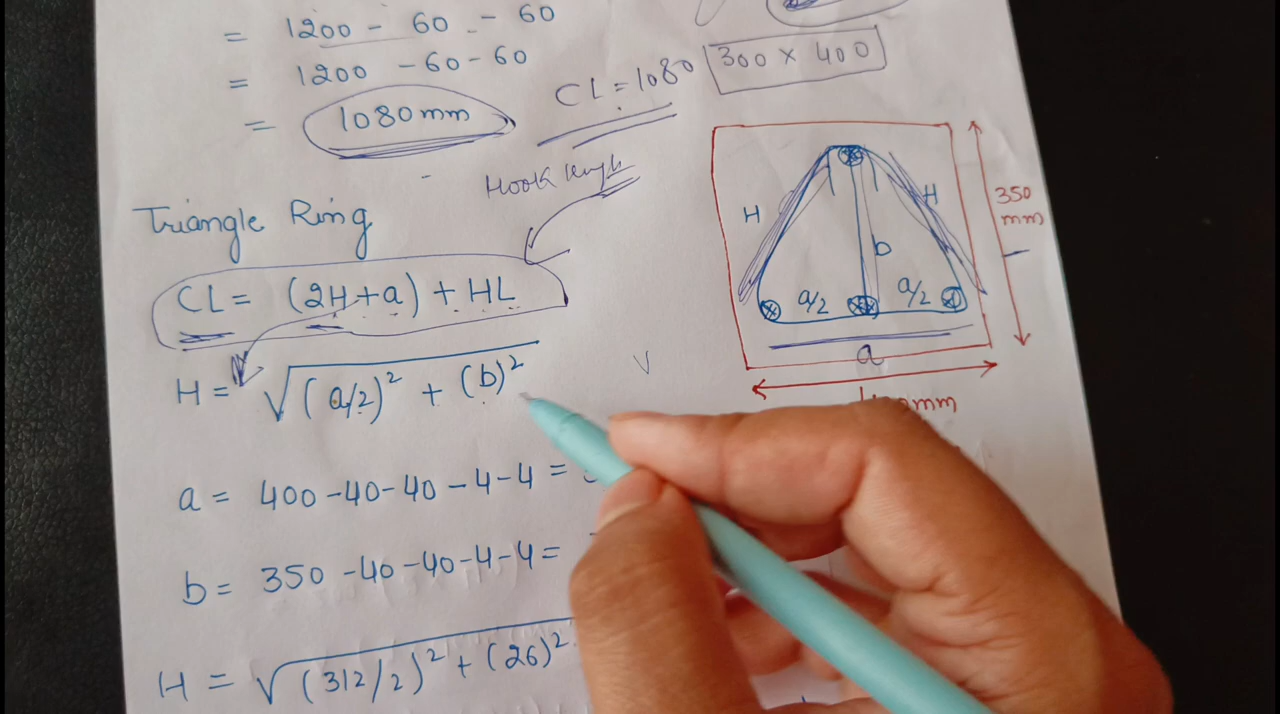 = 1200 - 60 - 60
= 1200 - 60 - 60
= 1080mm
CL = 1080
300 × 400
Hook length
Triangle Ring
CL = (2H + a) + HL
H = √(a/2)² + (b)²
a = 400 - 40 - 40 - 4 - 4 =
b = 350 - 40 - 40 - 4 - 4 =
H = √(312/2)² + (26)²
H
H
b
a/2
a/2
a
350
mm
mm